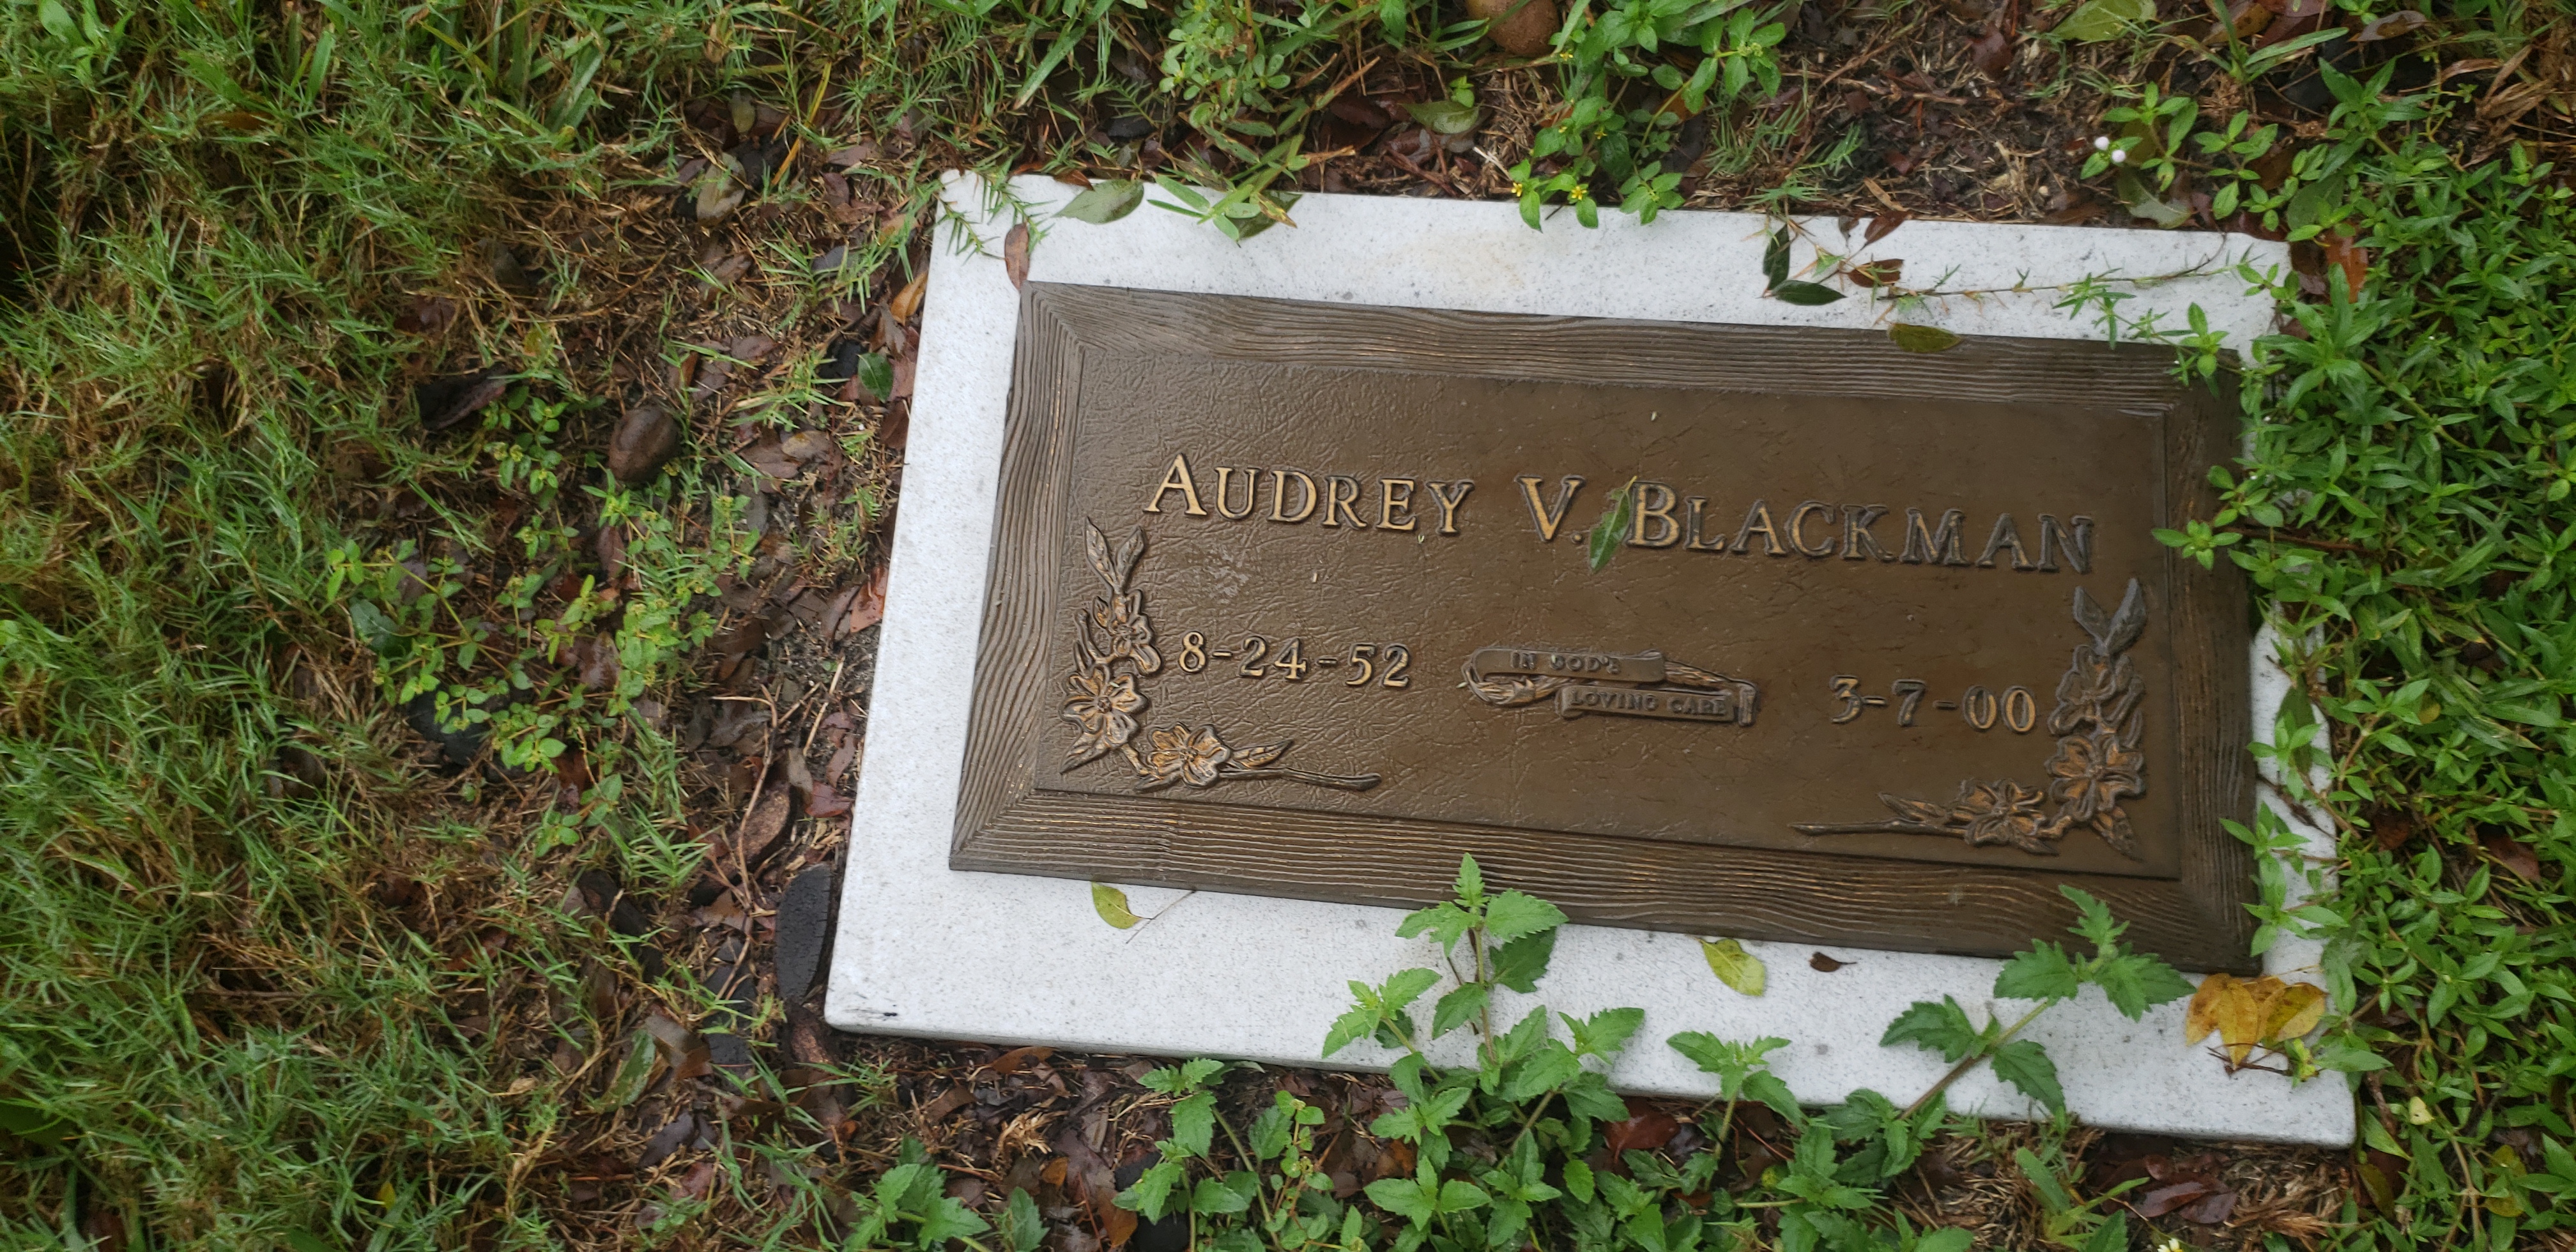 AUDREY V. BLACKMAN
8-24-52
IN GOD'S
LOVING CARE
3-7-00